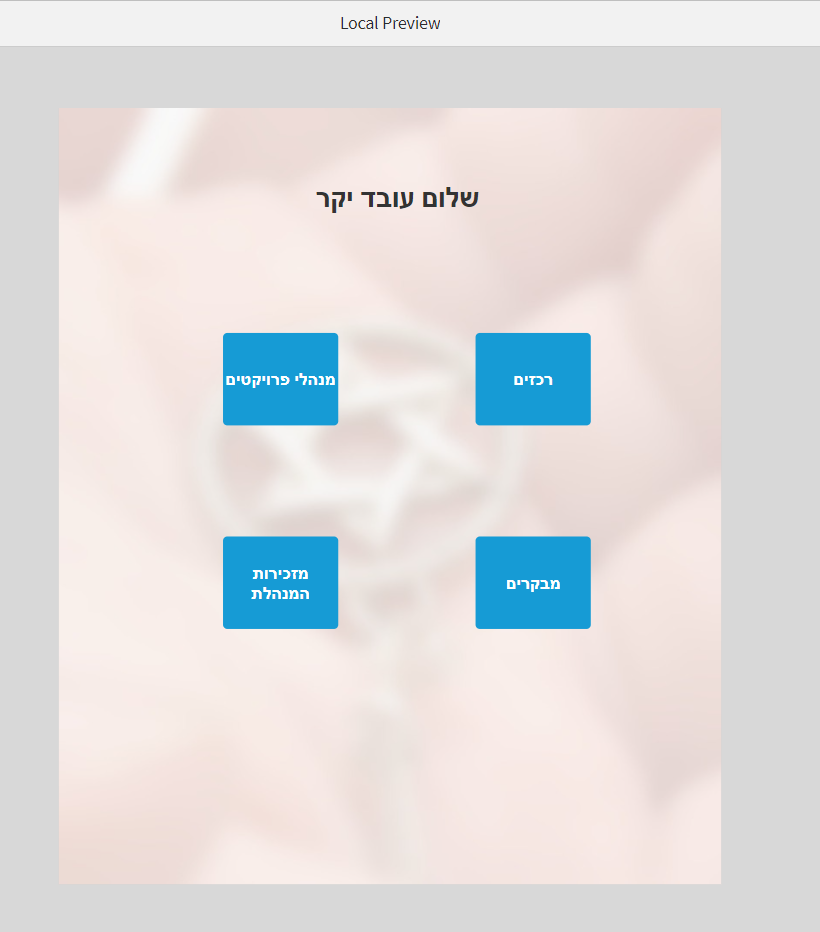 Local Preview
שלום עובד יקר
רכזים
מנהלי פרויקטים
מבקרים
מזכירות
המנהלת